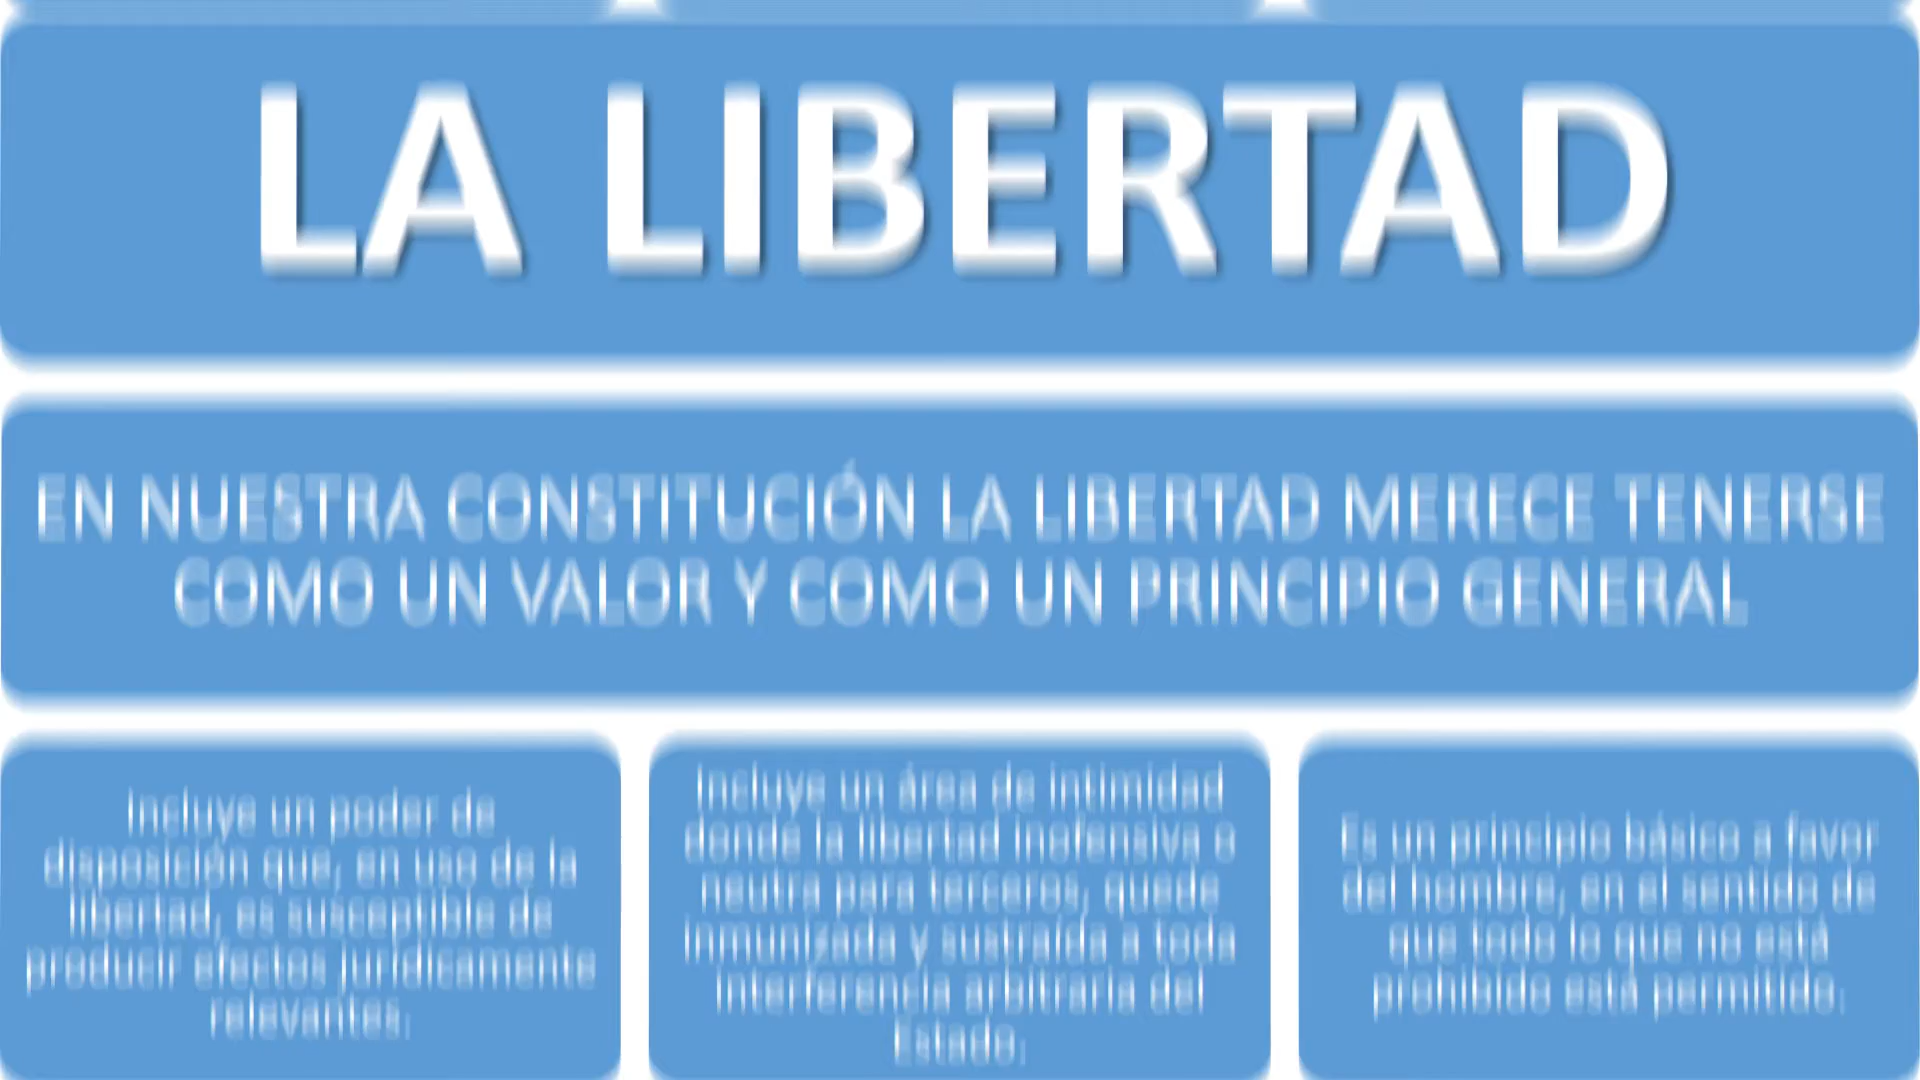 LA LIBERTAD
EN NUESTRA CONSTITUCIÓN LA LIBERTAD MERECE TENERSE
COMO UN VALOR Y COMO UN PRINCIPIO GENERAL
Incluye un poder de
disposición que, en uso de la
libertad, es susceptible de
producir efectos jurídicamente
relevantes;
Incluye un área de intimidad
donde la libertad inofensiva o
neutra para terceros, quede
inmunizada y sustraída a toda
interferencia arbitraria del
Estado;
Es un principio básico a favor
del hombre, en el sentido de
que todo lo que no está
prohibido está permitido;